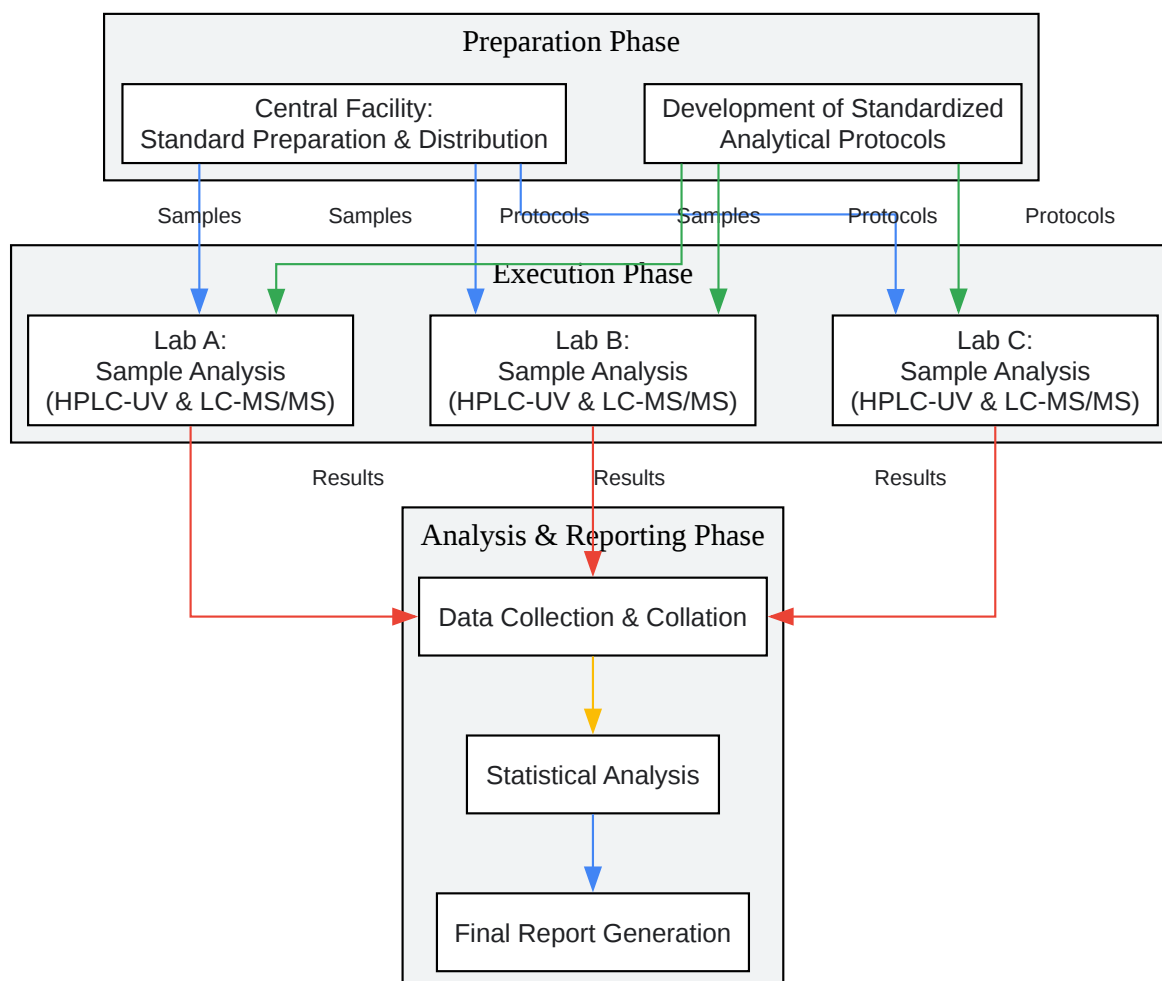 Preparation Phase
Central Facility:
Standard Preparation & Distribution
Development of Standardized
Analytical Protocols
Samples
Samples
Protocols
Samples
Protocols
Protocols
Execution Phase
Lab A:
Sample Analysis
(HPLC-UV & LC-MS/MS)
Lab B:
Sample Analysis
(HPLC-UV & LC-MS/MS)
Lab C:
Sample Analysis
(HPLC-UV & LC-MS/MS)
Results
Results
Results
Analysis & Reporting Phase
Data Collection & Collation
Statistical Analysis
Final Report Generation